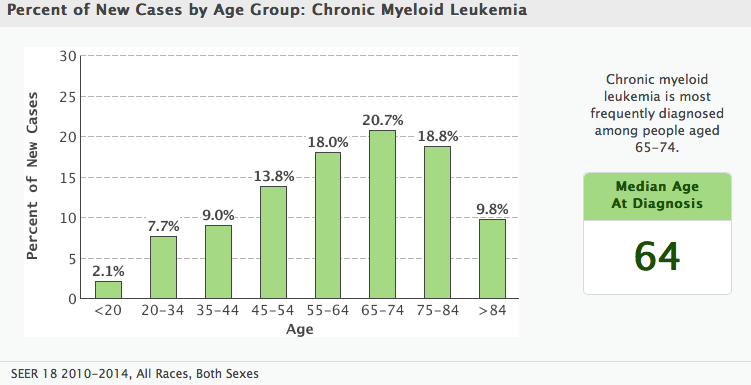 Percent of New Cases by Age Group: Chronic Myeloid Leukemia
30
25
20
15
10
5
0
Percent of New Cases
2.1%
7.7%
9.0%
13.8%
18.0%
20.7%
18.8%
9.8%
<20 20-34 35-44 45-54 55-64 65-74 75-84 >84
Age
Chronic myeloid
leukemia is most
frequently diagnosed
among people aged
65-74.
Median Age
At Diagnosis
64
SEER 18 2010-2014, All Races, Both Sexes